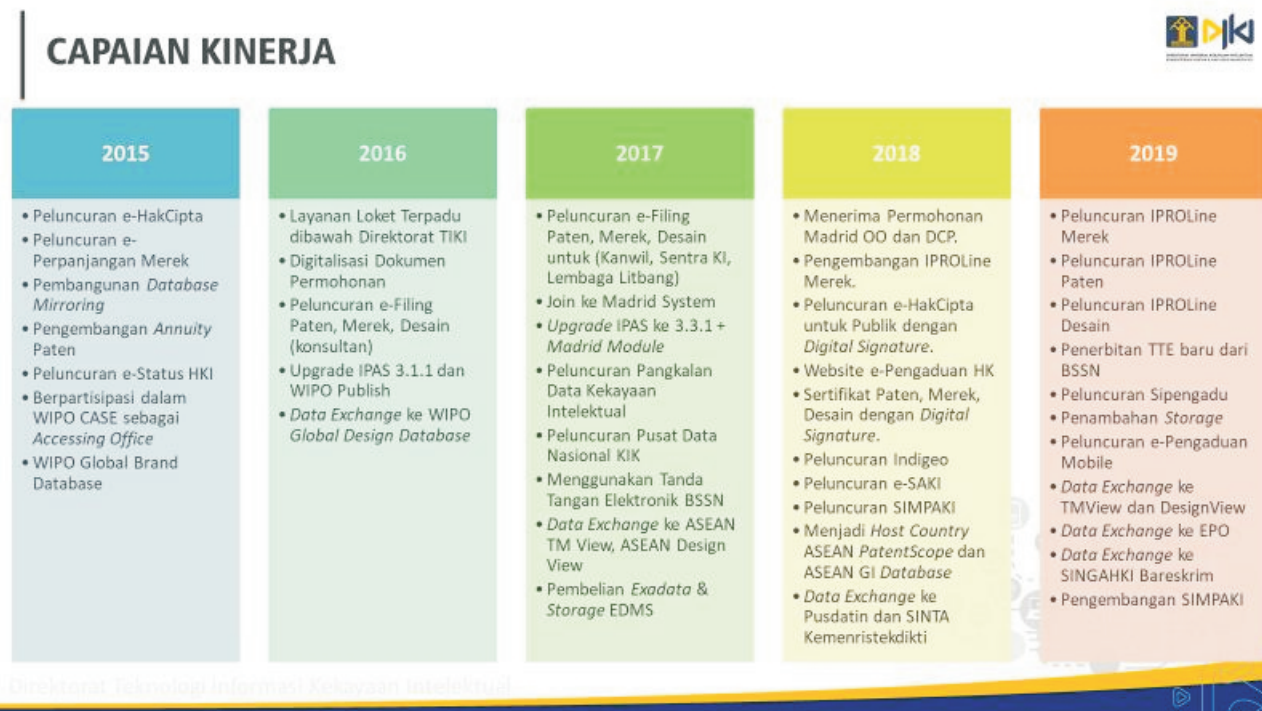 CAPAIAN KINERJA
DJKI
2015
• Peluncuran e-HakCipta
• Peluncuran e-
Perpanjangan Merek
• Pembangunan Database
Mirroring
• Pengembangan Annuity
Paten
• Peluncuran e-Status HKI
• Berpartisipasi dalam
WIPO CASE sebagai
Accessing Office
• WIPO Global Brand
Database
2016
• Layanan Loket Terpadu
dibawah Direktorat TIKI
• Digitalisasi Dokumen
Permohonan
• Peluncuran e-Filing
Paten, Merek, Desain
(konsultan)
• Upgrade IPAS 3.1.1 dan
WIPO Publish
• Data Exchange ke WIPO
Global Design Database
2017
• Peluncuran e-Filing
Paten, Merek, Desain
untuk (Kanwil, Sentra KI,
Lembaga Litbang)
• Join ke Madrid System
• Upgrade IPAS ke 3.3.1 +
Madrid Module
• Peluncuran Pangkalan
Data Kekayaan
Intelektual
• Peluncuran Pusat Data
Nasional KIK
• Menggunakan Tanda
Tangan Elektronik BSSN
• Data Exchange ke ASEAN
TM View, ASEAN Design
View
• Pembelian Exadata &
Storage EDMS
2018
• Menerima Permohonan
Madrid OO dan DCP.
• Pengembangan IPROLine
Merek.
• Peluncuran e-HakCipta
untuk Publik dengan
Digital Signature.
• Website e-Pengaduan HK
• Sertifikat Paten, Merek,
Desain dengan Digital
Signature.
• Peluncuran Indigeo
• Peluncuran e-SAKI
• Peluncuran SIMPAKI
• Menjadi Host Country
ASEAN PatentScope dan
ASEAN GI Database
• Data Exchange ke
Pusdatin dan SINTA
Kemenristekdikti
2019
• Peluncuran IPROLine
Merek
• Peluncuran IPROLine
Paten
• Peluncuran IPROLine
Desain
• Penerbitan TTE baru dari
BSSN
• Peluncuran Sipengadu
• Penambahan Storage
• Peluncuran e-Pengaduan
Mobile
• Data Exchange ke
TMView dan DesignView
• Data Exchange ke EPO
• Data Exchange ke
SINGAHKI Bareskrim
• Pengembangan SIMPAKI
Direktorat Teknologi Informasi Kekayaan Intelektual